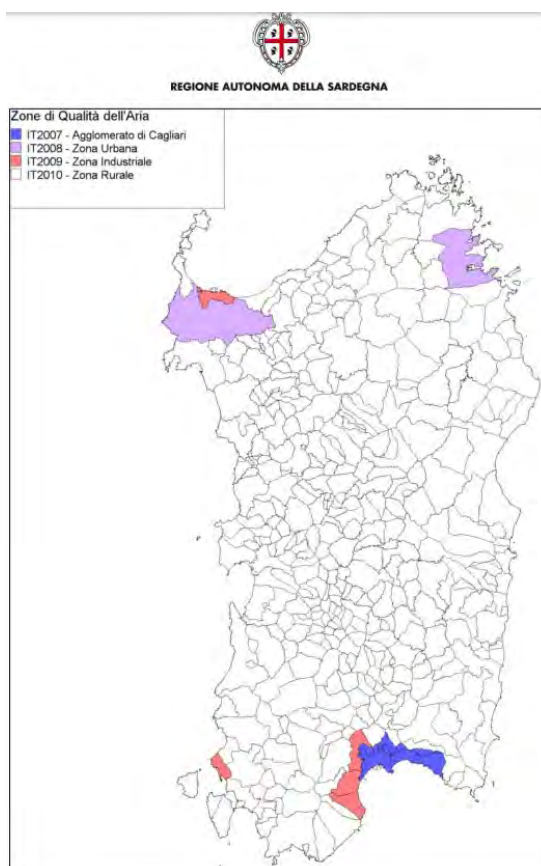 REGIONE AUTONOMA DELLA SARDEGNA
Zone di Qualità dell'Aria
IT2007 - Agglomerato di Cagliari
IT2008 - Zona Urbana
IT2009 - Zona Industriale
IT2010 - Zona Rurale